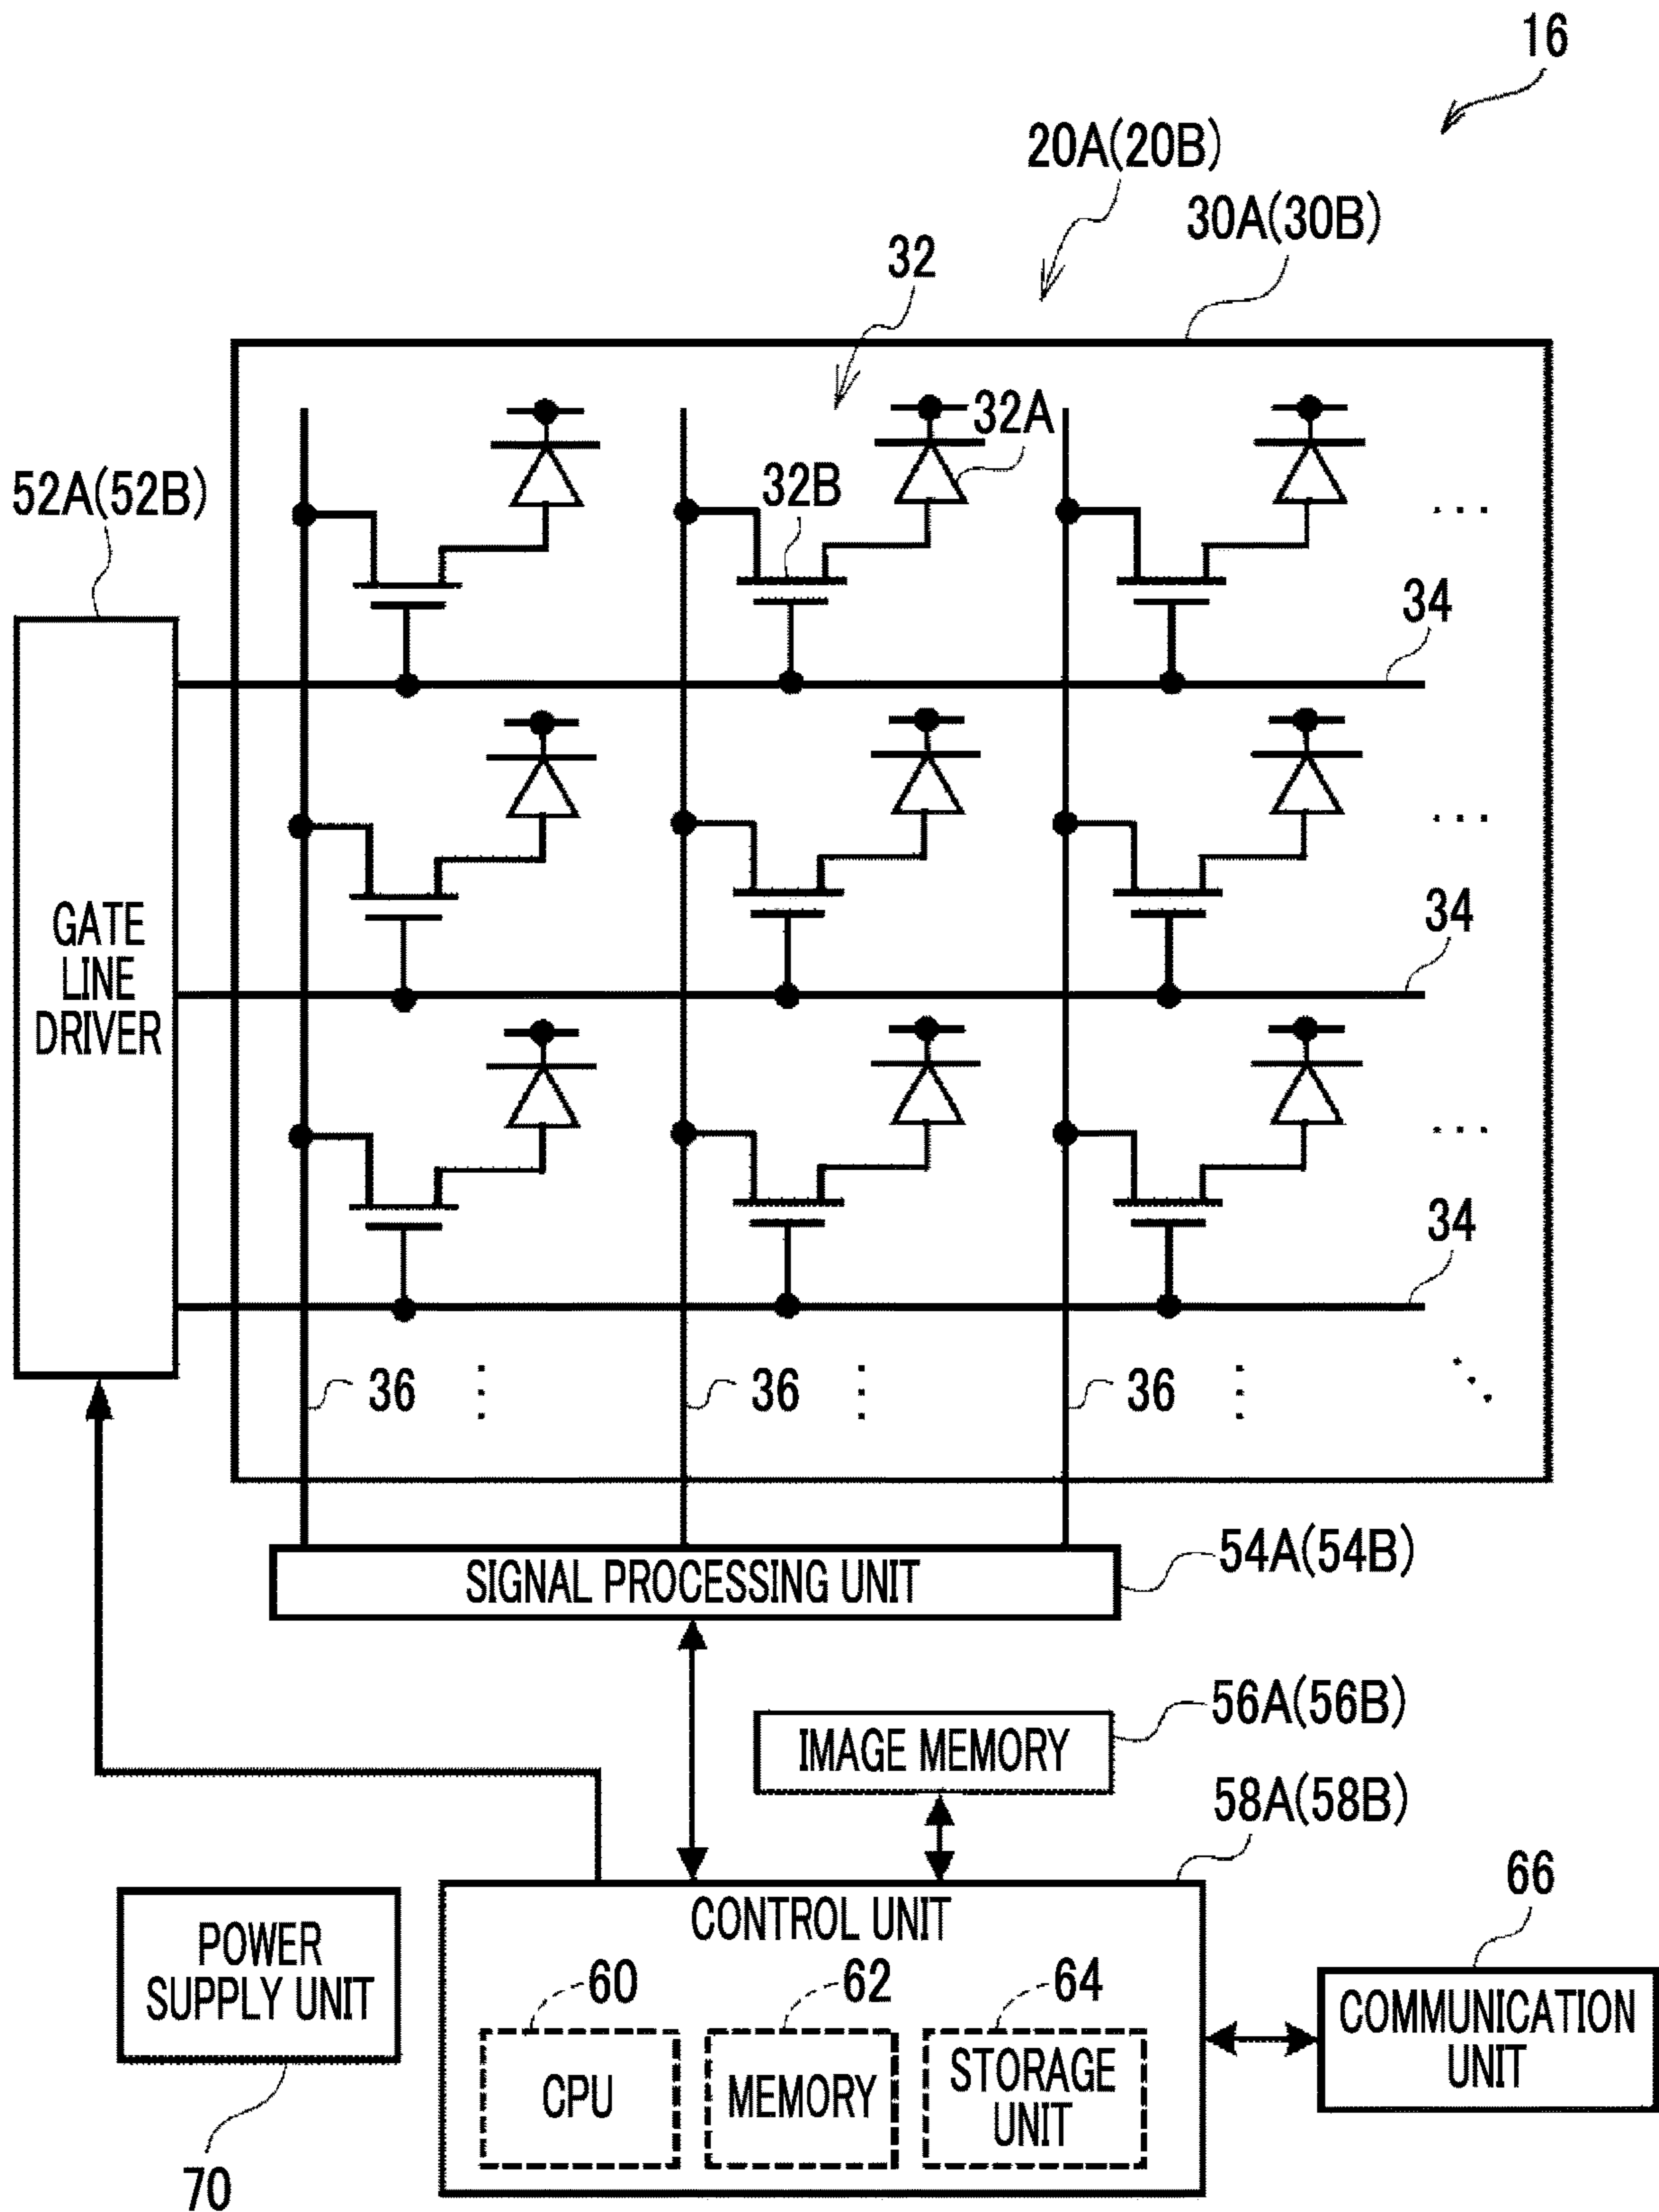 16
20A(20B)
30A(30B)
32
32A
32B
52A(52B)
34
GATE
LINE
DRIVER
34
34
36
36
36
SIGNAL PROCESSING UNIT
54A(54B)
IMAGE MEMORY
56A(56B)
58A(58B)
CONTROL UNIT
66
POWER
SUPPLY UNIT
60
62
64
CPU
MEMORY
STORAGE
UNIT
COMMUNICATION
UNIT
70